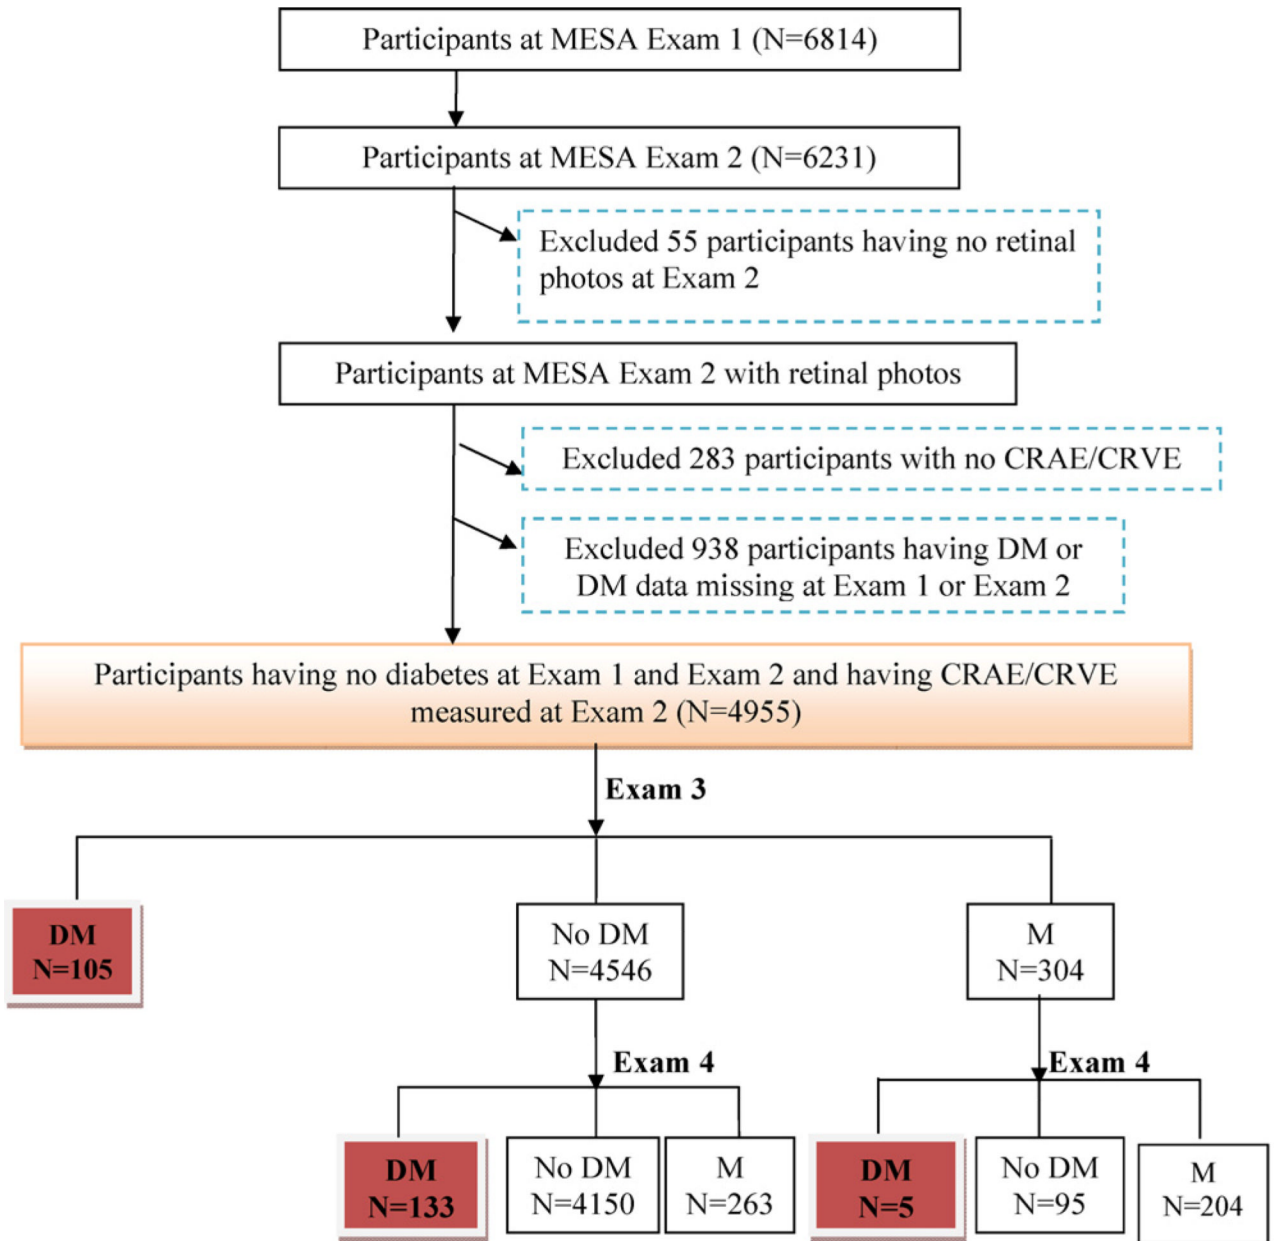 Participants at MESA Exam 1 (N=6814)
Participants at MESA Exam 2 (N=6231)
Excluded 55 participants having no retinal
photos at Exam 2
Participants at MESA Exam 2 with retinal photos
Excluded 283 participants with no CRAE/CRVE
Excluded 938 participants having DM or
DM data missing at Exam 1 or Exam 2
Participants having no diabetes at Exam 1 and Exam 2 and having CRAE/CRVE
measured at Exam 2 (N=4955)
Exam 3
DM
N=105
No DM
N=4546
M
N=304
Exam 4
Exam 4
DM
N=133
No DM
N=4150
M
N=263
DM
N=5
No DM
N=95
M
N=204